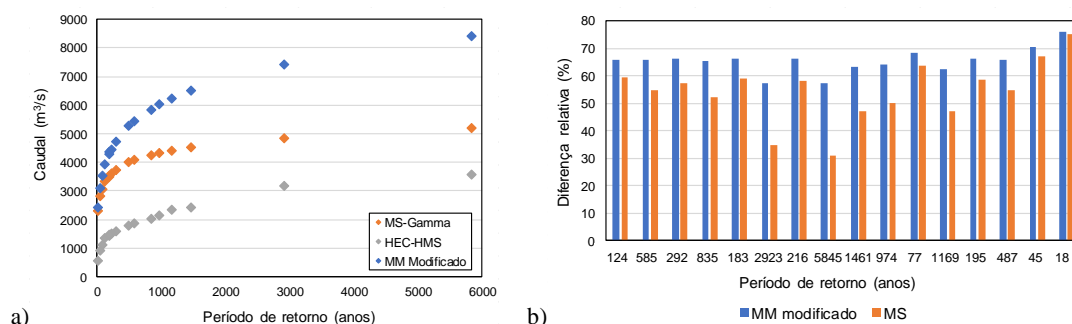 9000
8000
7000
6000
5000
4000
3000
2000
1000
0
Caudal (m³/s)
0 1000 2000 3000 4000 5000 6000
Período de retorno (anos)
MS-Gamma
HEC-HMS
MM Modificado
a)
80
70
60
50
40
30
20
10
0
Diferença relativa (%)
124 585 292 835 183 2923 216 5845 1461 974 77 1169 195 487 45 18
Período de retorno (anos)
MM modificado MS
b)